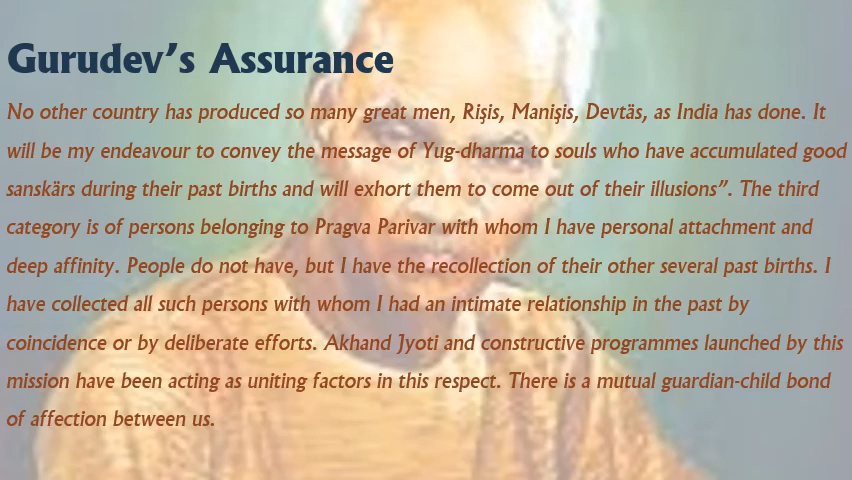 Gurudev's Assurance
No other country has produced so many great men, Rişis, Manişis, Devtäs, as India has done. It
will be my endeavour to convey the message of Yug-dharma to souls who have accumulated good
sanskärs during their past births and will exhort them to come out of their illusions”. The third
category is of persons belonging to Pragva Parivar with whom I have personal attachment and
deep affinity. People do not have, but I have the recollection of their other several past births. I
have collected all such persons with whom I had an intimate relationship in the past by
coincidence or by deliberate efforts. Akhand Jyoti and constructive programmes launched by this
mission have been acting as uniting factors in this respect. There is a mutual guardian-child bond
of affection between us.